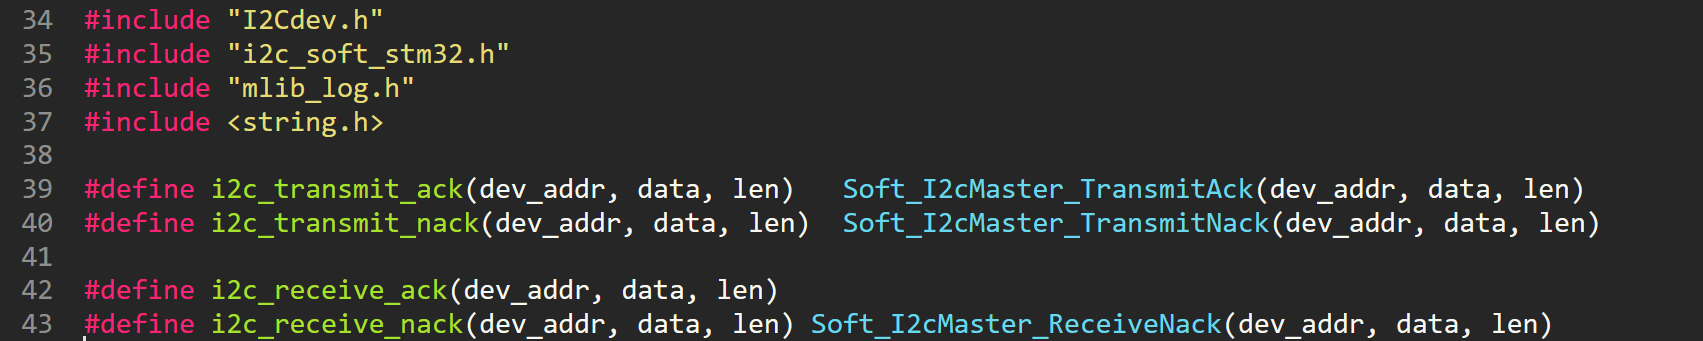 34 #include "I2Cdev.h"
35 #include "i2c_soft_stm32.h"
36 #include "mlib_log.h"
37 #include <string.h>
38
39 #define i2c_transmit_ack(dev_addr, data, len)   Soft_I2cMaster_TransmitAck(dev_addr, data, len)
40 #define i2c_transmit_nack(dev_addr, data, len)  Soft_I2cMaster_TransmitNack(dev_addr, data, len)
41
42 #define i2c_receive_ack(dev_addr, data, len)
43 #define i2c_receive_nack(dev_addr, data, len) Soft_I2cMaster_ReceiveNack(dev_addr, data, len)